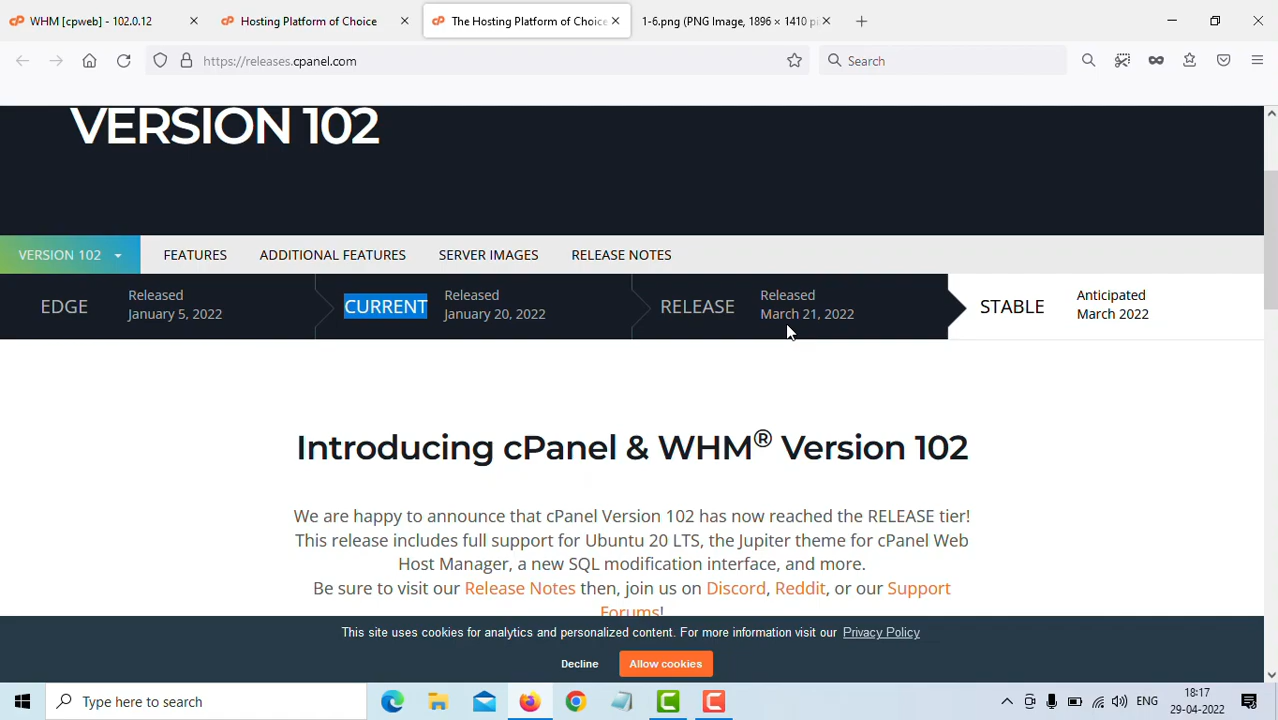 WHM [cpweb] - 102.0.12
Hosting Platform of Choice
The Hosting Platform of Choice
1-6.png (PNG Image, 1896 × 1410 pi
https://releases.cpanel.com
Search
VERSION 102
VERSION 102
FEATURES
ADDITIONAL FEATURES
SERVER IMAGES
RELEASE NOTES
EDGE
Released
January 5, 2022
CURRENT
Released
January 20, 2022
RELEASE
Released
March 21, 2022
STABLE
Anticipated
March 2022
Introducing cPanel & WHM® Version 102
We are happy to announce that cPanel Version 102 has now reached the RELEASE tier!
This release includes full support for Ubuntu 20 LTS, the Jupiter theme for cPanel Web
Host Manager, a new SQL modification interface, and more.
Be sure to visit our Release Notes then, join us on Discord, Reddit, or our Support
Forums!
This site uses cookies for analytics and personalized content. For more information visit our Privacy Policy
Decline
Allow cookies
Type here to search
ENG
18:17
29-04-2022